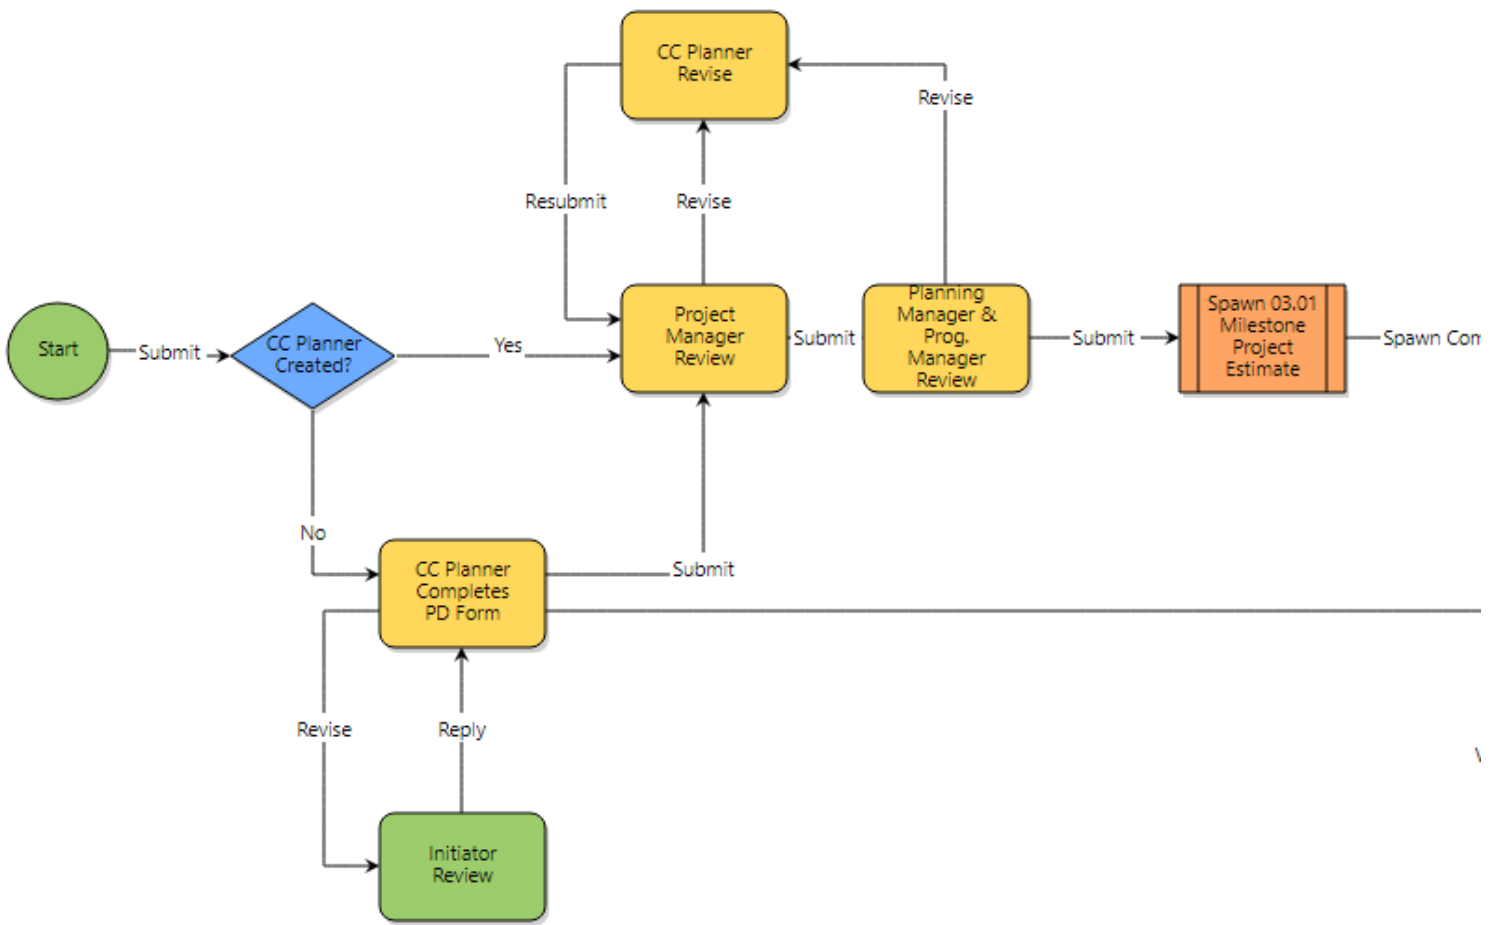 CC Planner
Revise
Revise
Resubmit
Revise
Start
Submit
CC Planner
Created?
Yes
Project
Manager
Review
Submit
Planning
Manager &
Prog.
Manager
Review
Submit
Spawn 03.01
Milestone
Project
Estimate
Spawn Com
No
CC Planner
Completes
PD Form
Submit
Revise
Reply
Initiator
Review